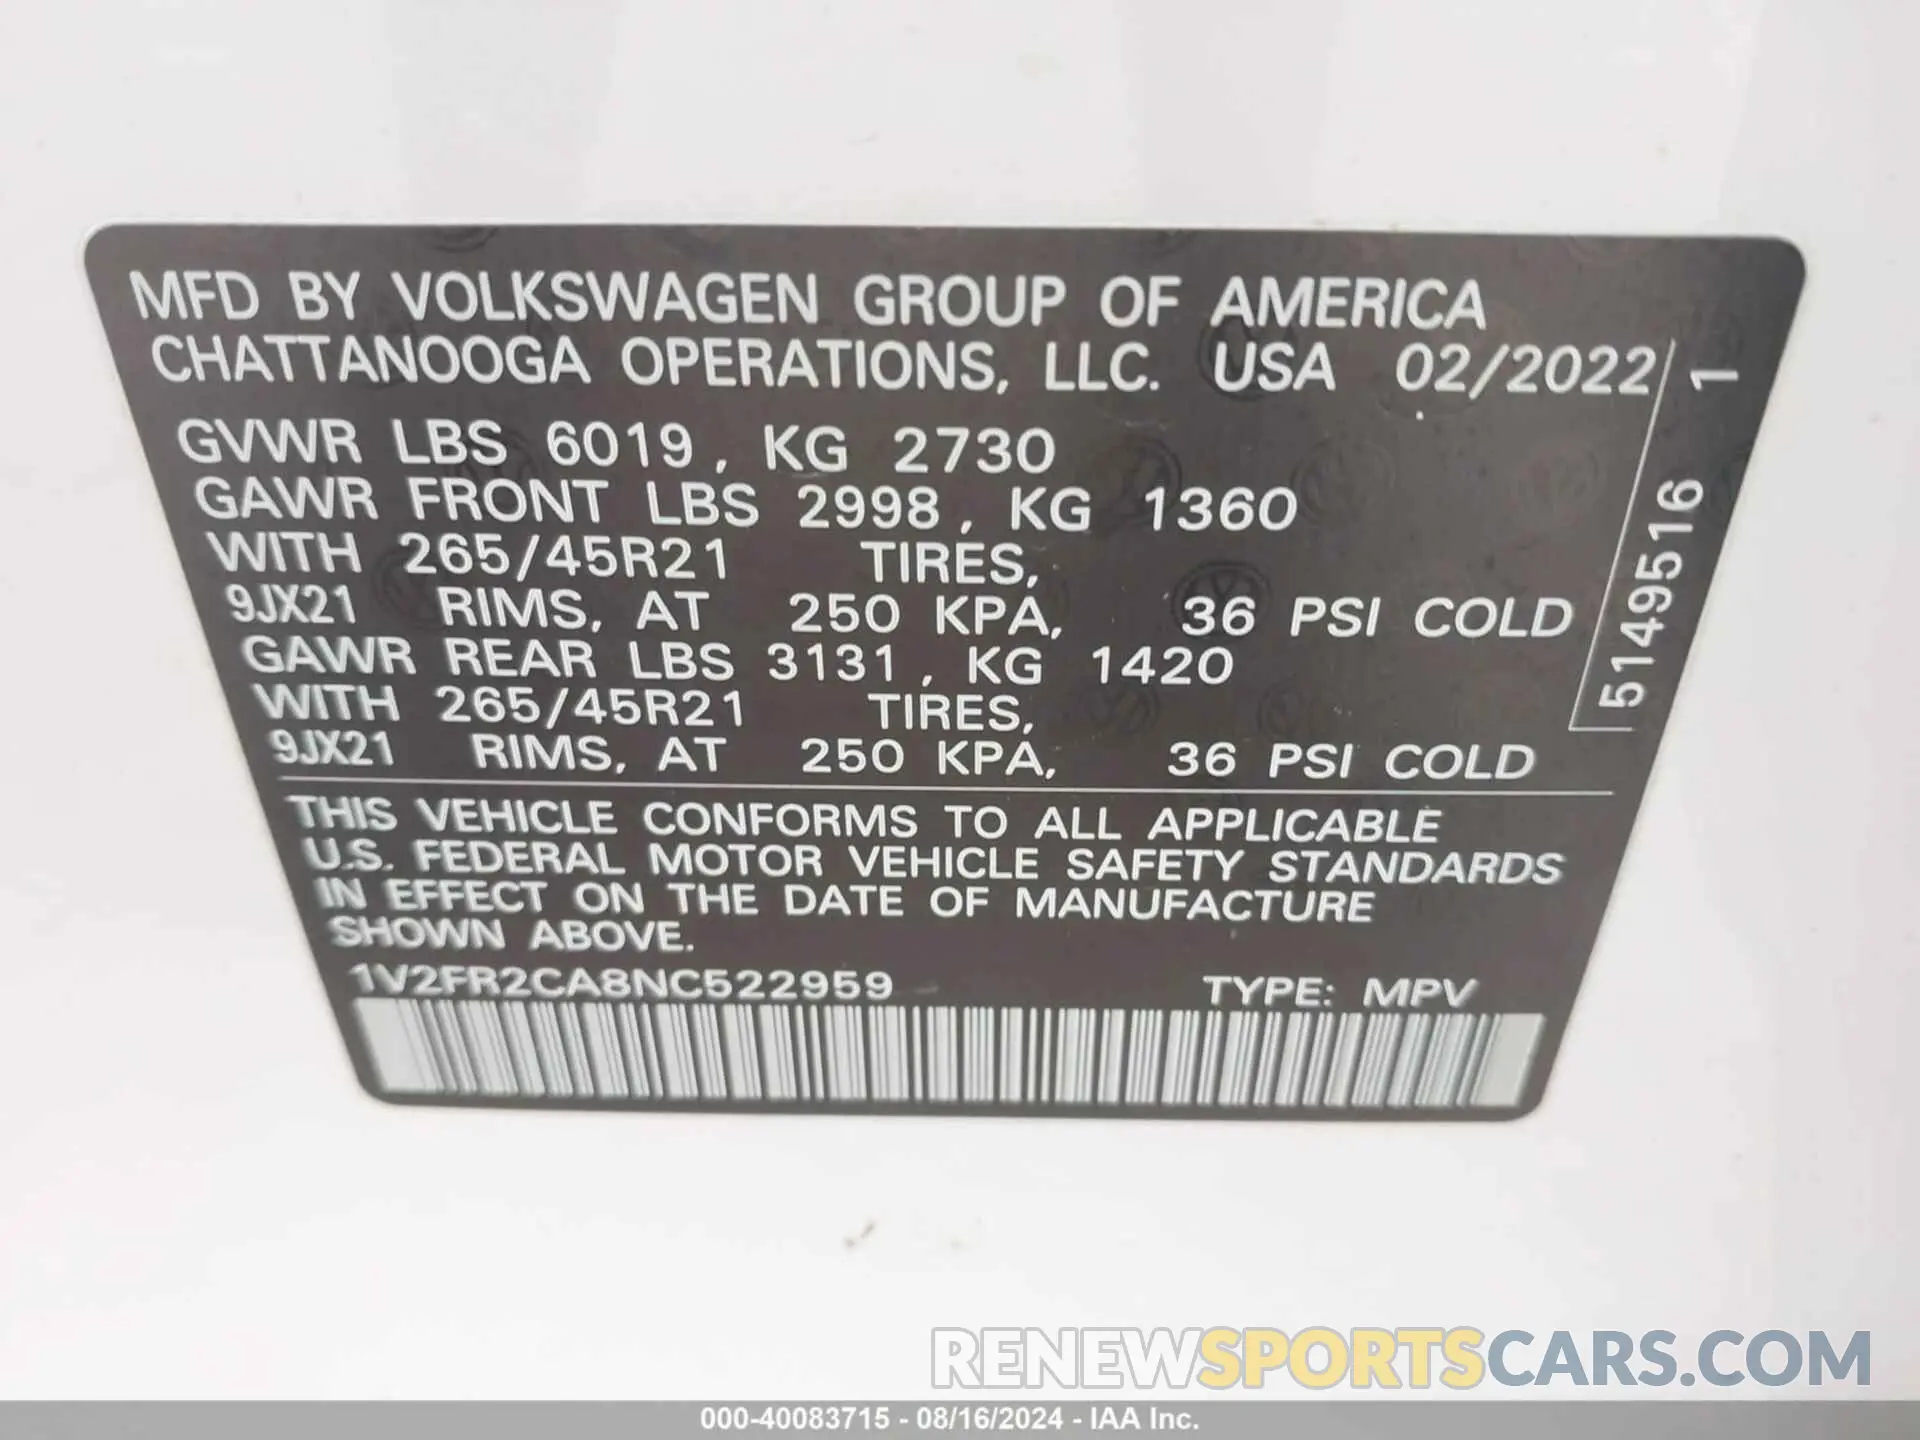 MFD BY VOLKSWAGEN GROUP OF AMERICA
CHATTANOOGA OPERATIONS, LLC. USA 02/2022
GVWR LBS 6019, KG 2730
GAWR FRONT LBS 2998, KG 1360
WITH 265/45R21 TIRES,
9JX21 RIMS, AT 250 KPA, 36 PSI COLD
GAWR REAR LBS 3131, KG 1420
WITH 265/45R21 TIRES,
9JX21 RIMS, AT 250 KPA, 36 PSI COLD
5149516 1
THIS VEHICLE CONFORMS TO ALL APPLICABLE
U.S. FEDERAL MOTOR VEHICLE SAFETY STANDARDS
IN EFFECT ON THE DATE OF MANUFACTURE
SHOWN ABOVE.
1V2FR2CA8NC522959 TYPE: MPV
RENEWSPORTSCARS.COM
000-40083715 - 08/16/2024 - IAA Inc.